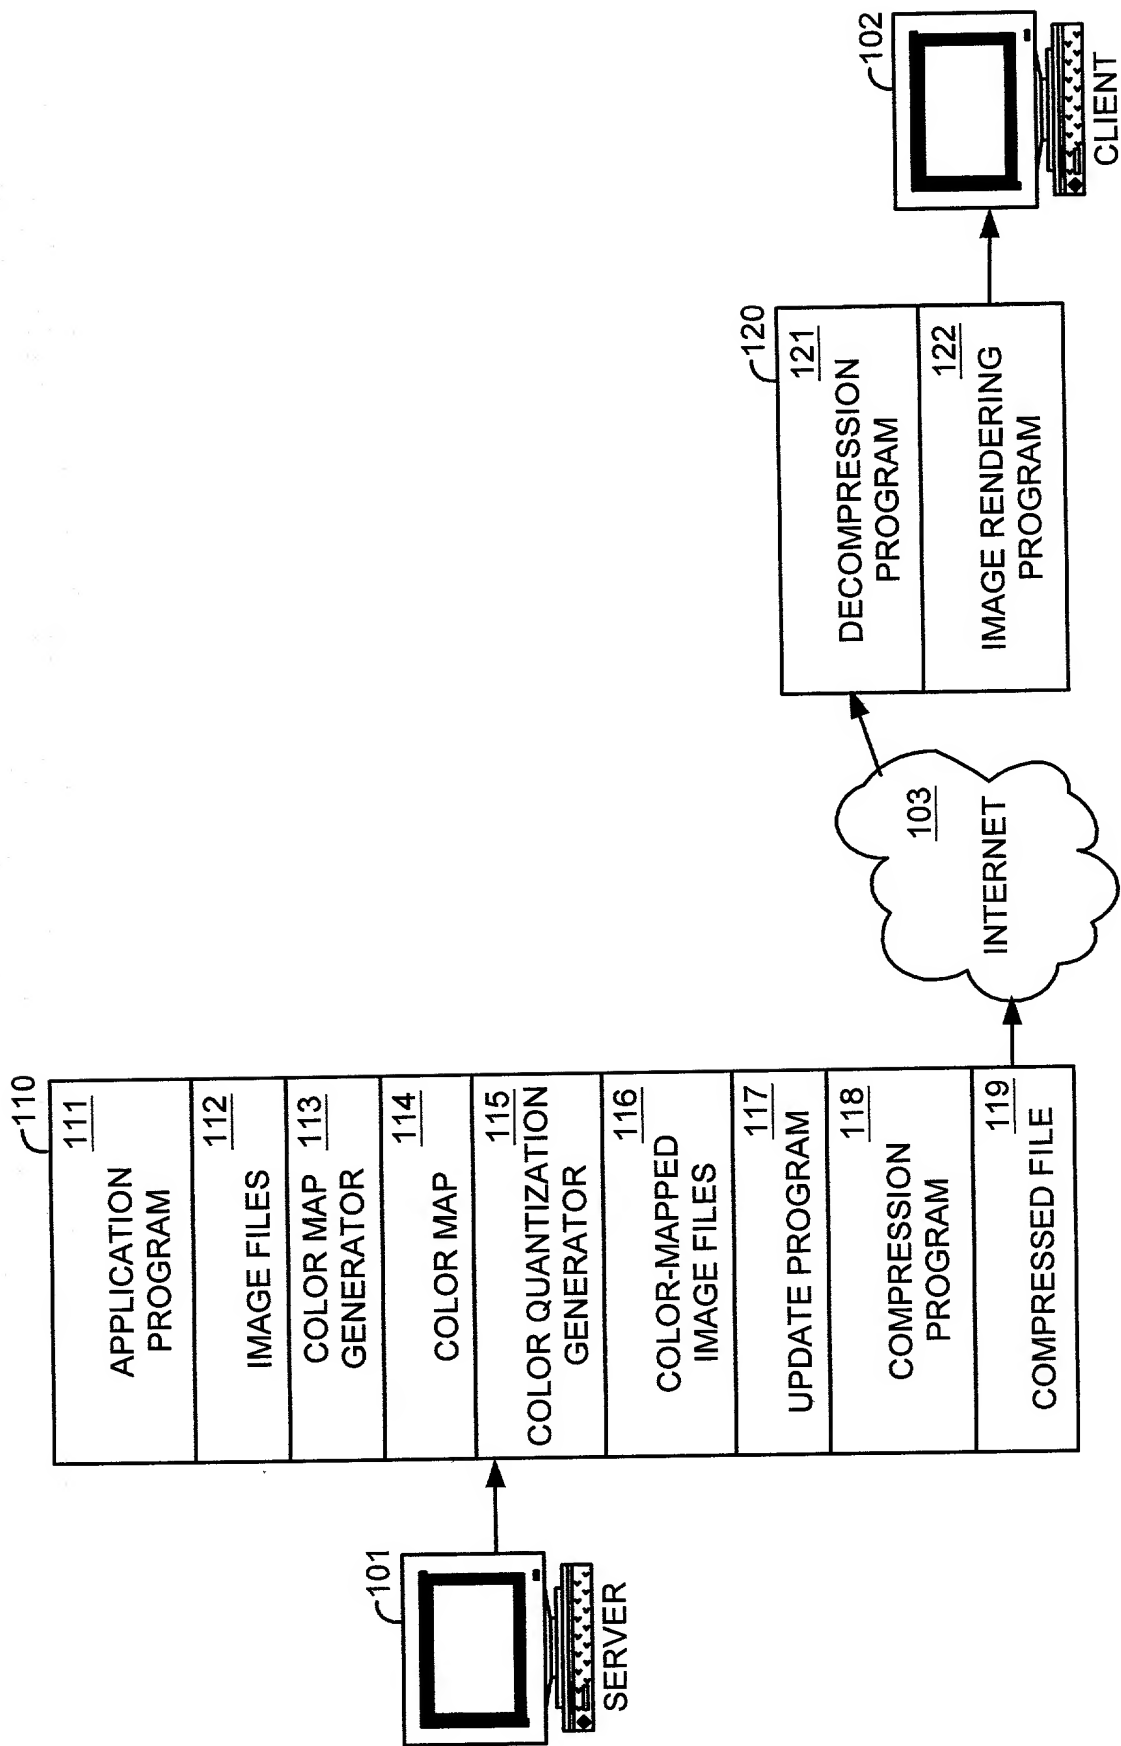 110
APPLICATION
PROGRAM
111
IMAGE FILES
112
COLOR MAP
GENERATOR
113
COLOR MAP
114
COLOR QUANTIZATION
GENERATOR
115
COLOR-MAPPED
IMAGE FILES
116
UPDATE PROGRAM
117
COMPRESSION
PROGRAM
118
COMPRESSED FILE
119
101
SERVER
103
INTERNET
120
DECOMPRESSION
PROGRAM
121
IMAGE RENDERING
PROGRAM
122
102
CLIENT